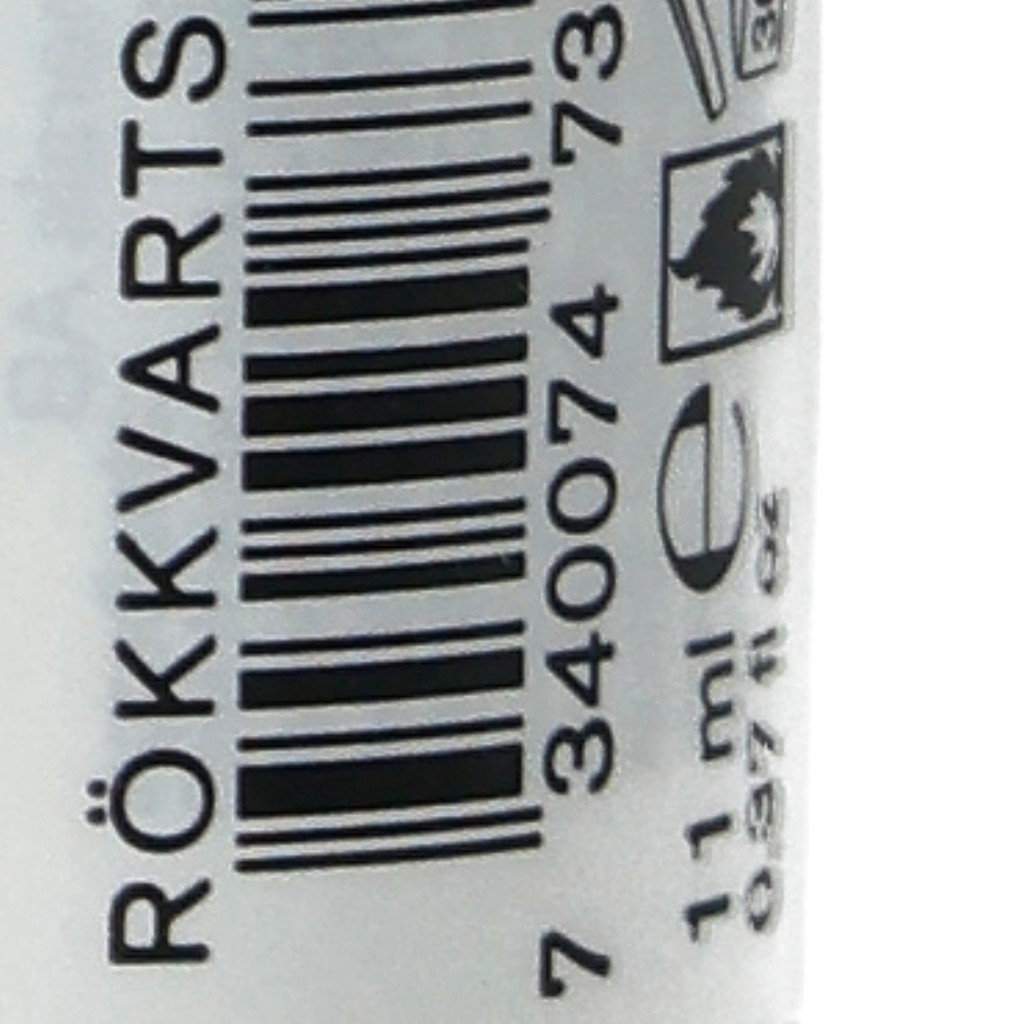 RÖKKVARTS
7 340074 73
11 ml e
0.37 fl oz